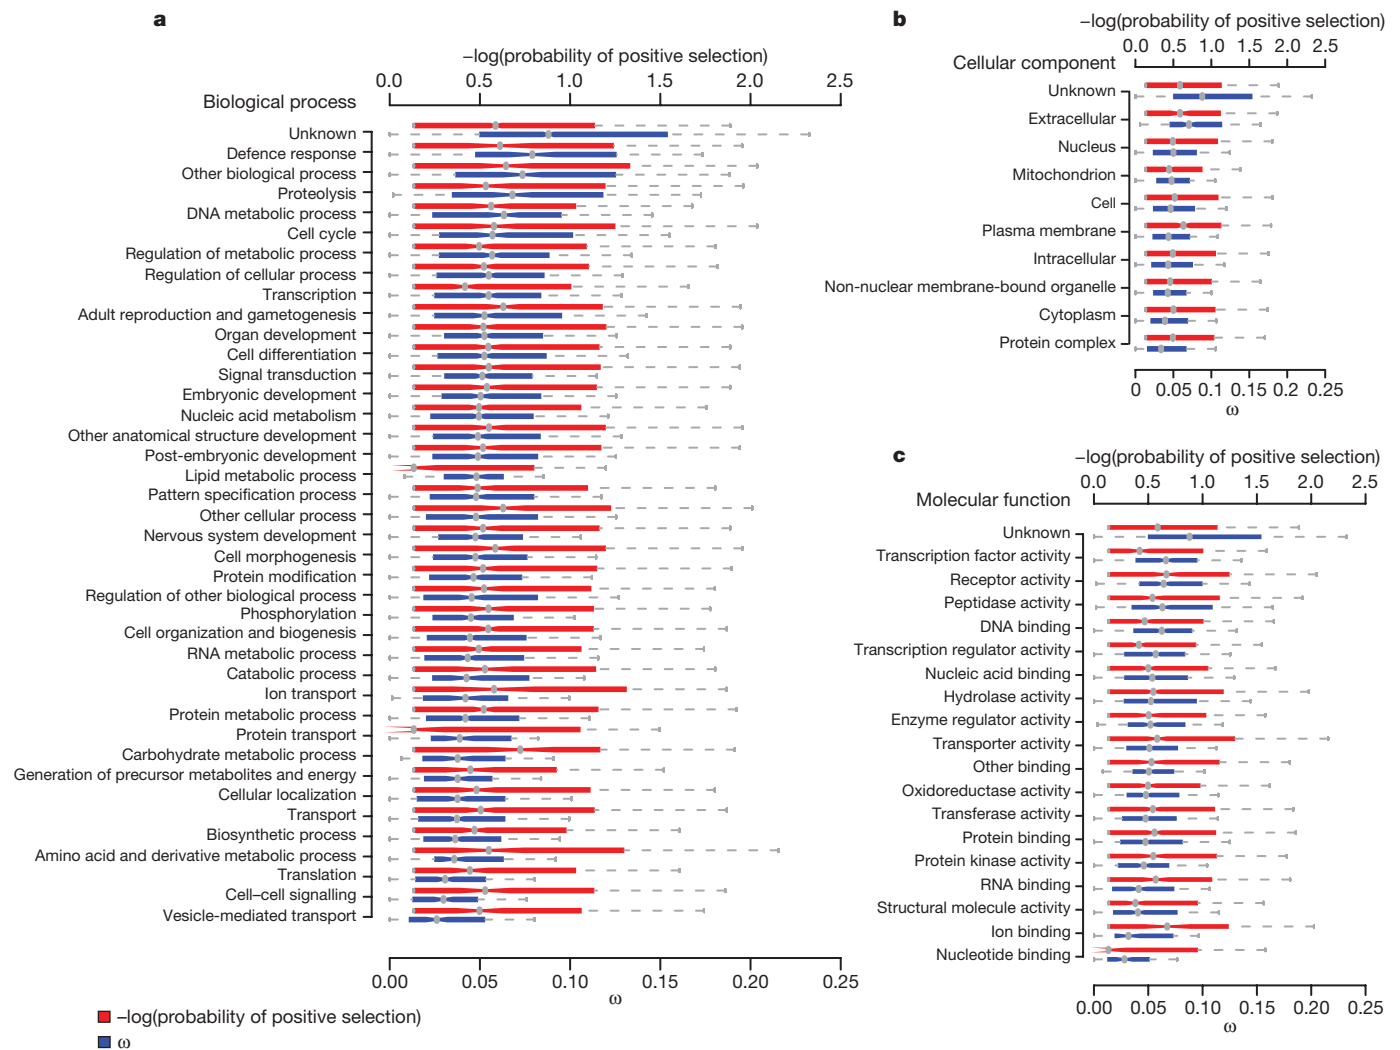 a
−log(probability of positive selection)
0.0 0.5 1.0 1.5 2.0 2.5
Biological process
Unknown
Defence response
Other biological process
Proteolysis
DNA metabolic process
Cell cycle
Regulation of metabolic process
Regulation of cellular process
Transcription
Adult reproduction and gametogenesis
Organ development
Cell differentiation
Signal transduction
Embryonic development
Nucleic acid metabolism
Other anatomical structure development
Post-embryonic development
Lipid metabolic process
Pattern specification process
Other cellular process
Nervous system development
Cell morphogenesis
Protein modification
Regulation of other biological process
Phosphorylation
Cell organization and biogenesis
RNA metabolic process
Catabolic process
Ion transport
Protein metabolic process
Protein transport
Carbohydrate metabolic process
Generation of precursor metabolites and energy
Cellular localization
Transport
Biosynthetic process
Amino acid and derivative metabolic process
Translation
Cell–cell signalling
Vesicle-mediated transport
0.00 0.05 0.10 0.15 0.20 0.25
ω
−log(probability of positive selection)
ω
b
−log(probability of positive selection)
0.0 0.5 1.0 1.5 2.0 2.5
Cellular component
Unknown
Extracellular
Nucleus
Mitochondrion
Cell
Plasma membrane
Intracellular
Non-nuclear membrane-bound organelle
Cytoplasm
Protein complex
0 0.05 0.1 0.15 0.2 0.25
ω
c
−log(probability of positive selection)
0.0 0.5 1.0 1.5 2.0 2.5
Molecular function
Unknown
Transcription factor activity
Receptor activity
Peptidase activity
DNA binding
Transcription regulator activity
Nucleic acid binding
Hydrolase activity
Enzyme regulator activity
Transporter activity
Other binding
Oxidoreductase activity
Transferase activity
Protein binding
Protein kinase activity
RNA binding
Structural molecule activity
Ion binding
Nucleotide binding
0.00 0.05 0.10 0.15 0.20 0.25
ω